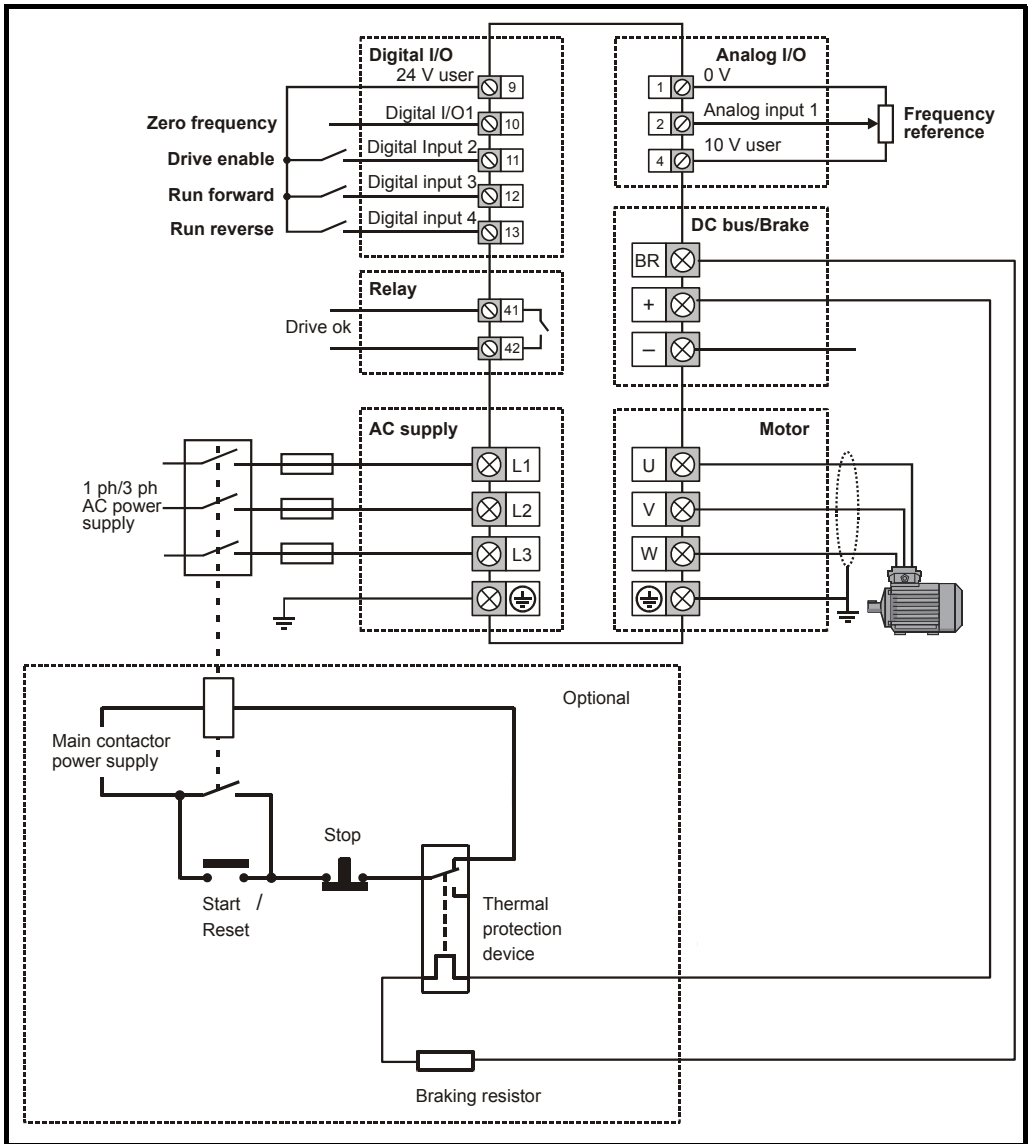 Digital I/O
24 V user
9
Zero frequency
Digital I/O1
10
Drive enable
Digital Input 2
11
Run forward
Digital input 3
12
Run reverse
Digital input 4
13
Analog I/O
0 V
1
Analog input 1
2
10 V user
4
Frequency
reference
DC bus/Brake
BR
+
–
Relay
41
Drive ok
42
AC supply
L1
L2
L3
1 ph/3 ph
AC power
supply
Motor
U
V
W
Optional
Main contactor
power supply
Start /
Reset
Stop
Thermal
protection
device
Braking resistor